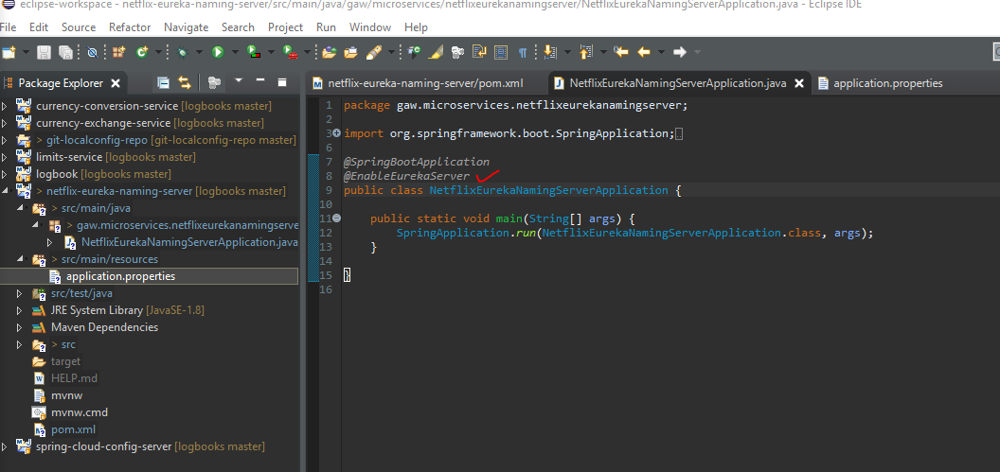 eclipse-workspace - netflix-eureka-naming-server/src/main/java/gaw/microservices/netflixeurekanamingserver/NetflixEurekaNamingServerApplication.java - Eclipse IDE
File Edit Source Refactor Navigate Search Project Run Window Help
Package Explorer
netflix-eureka-naming-server/pom.xml NetflixEurekaNamingServerApplication.java application.properties
currency-conversion-service [logbooks master]
currency-exchange-service [logbooks master]
> git-localconfig-repo [git-localconfig-repo master]
limits-service [logbooks master]
logbook [logbooks master]
> netflix-eureka-naming-server [logbooks master]
> src/main/java
> gaw.microservices.netflixeurekanamingserve
NetflixEurekaNamingServerApplication.java
> src/main/resources
application.properties
src/test/java
JRE System Library [JavaSE-1.8]
Maven Dependencies
> src
target
HELP.md
mvnw
mvnw.cmd
pom.xml
spring-cloud-config-server [logbooks master]
1 package gaw.microservices.netflixeurekanamingserver;
2
3 import org.springframework.boot.SpringApplication;
6
7 @SpringBootApplication
8 @EnableEurekaServer
9 public class NetflixEurekaNamingServerApplication {
10
11 public static void main(String[] args) {
12 SpringApplication.run(NetflixEurekaNamingServerApplication.class, args);
13 }
14
15 }
16